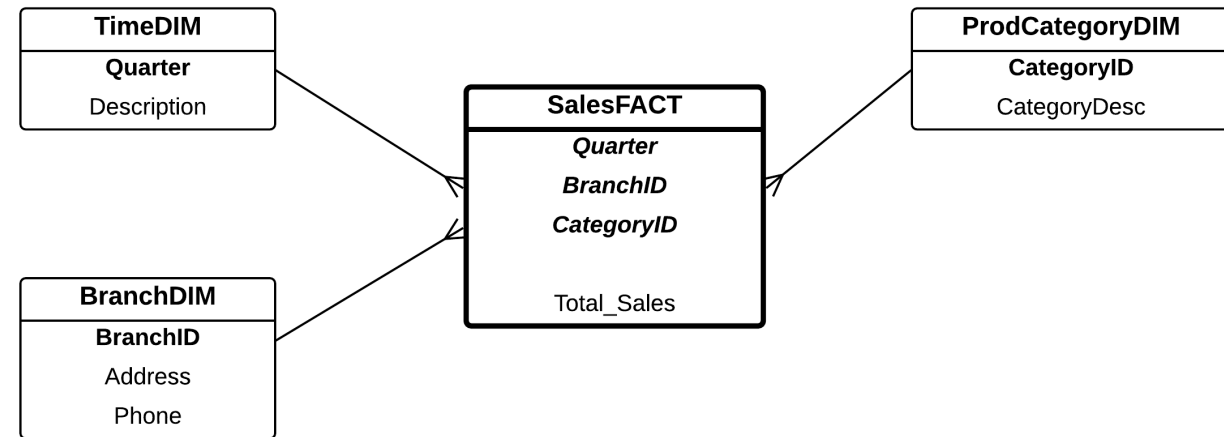 TimeDIM
Quarter
Description
ProdCategoryDIM
CategoryID
CategoryDesc
SalesFACT
Quarter
BranchID
CategoryID
Total_Sales
BranchDIM
BranchID
Address
Phone